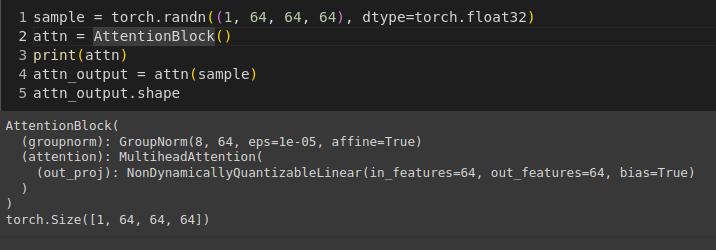 1 sample = torch.randn((1, 64, 64, 64), dtype=torch.float32)
2 attn = AttentionBlock()
3 print(attn)
4 attn_output = attn(sample)
5 attn_output.shape
AttentionBlock(
  (groupnorm): GroupNorm(8, 64, eps=1e-05, affine=True)
  (attention): MultiheadAttention(
    (out_proj): NonDynamicallyQuantizableLinear(in_features=64, out_features=64, bias=True)
  )
)
torch.Size([1, 64, 64, 64])